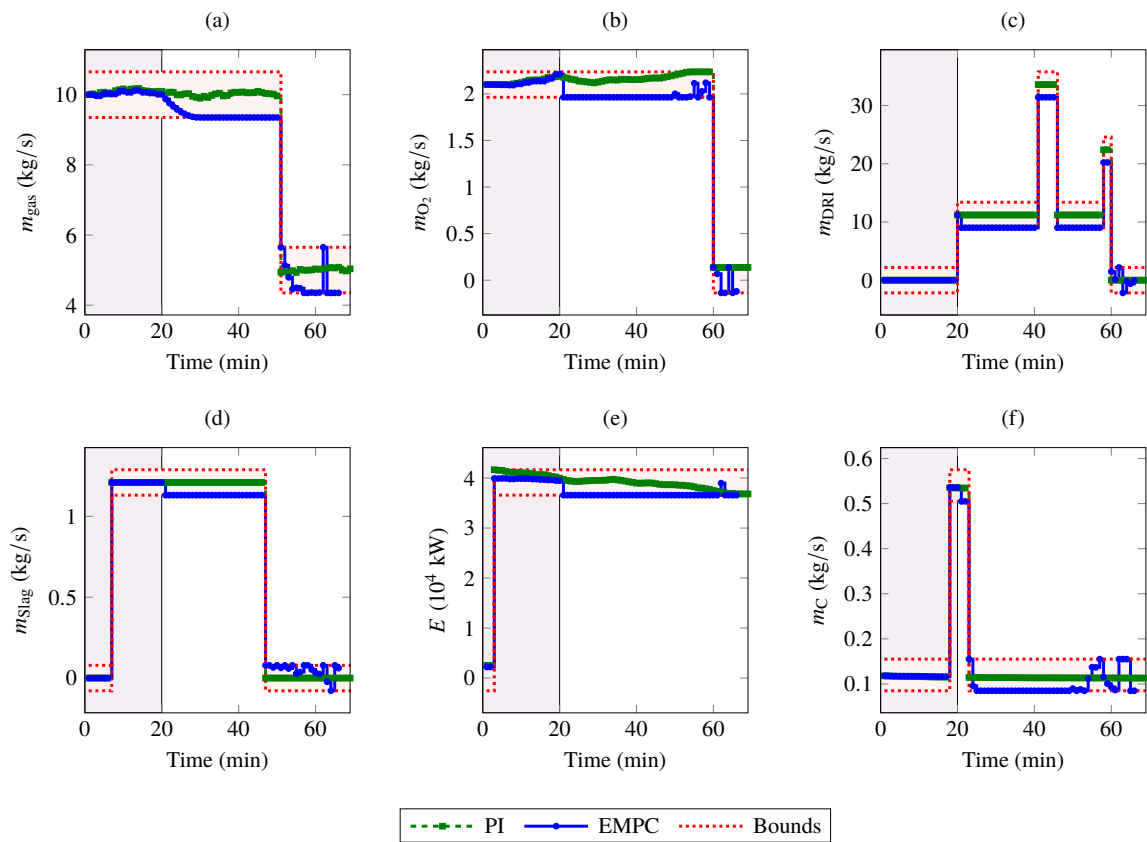 (a)
(b)
(c)
10
8
6
4
0
20
40
60
m_gas (kg/s)
Time (min)
2
1.5
1
0.5
0
0
20
40
60
m_O2 (kg/s)
Time (min)
30
20
10
0
0
20
40
60
m_DRI (kg/s)
Time (min)
(d)
(e)
(f)
1
0.5
0
0
20
40
60
m_Slag (kg/s)
Time (min)
4
3
2
1
0
0
20
40
60
E (10^4 kW)
Time (min)
0.6
0.5
0.4
0.3
0.2
0.1
0
20
40
60
m_C (kg/s)
Time (min)
PI EMPC Bounds